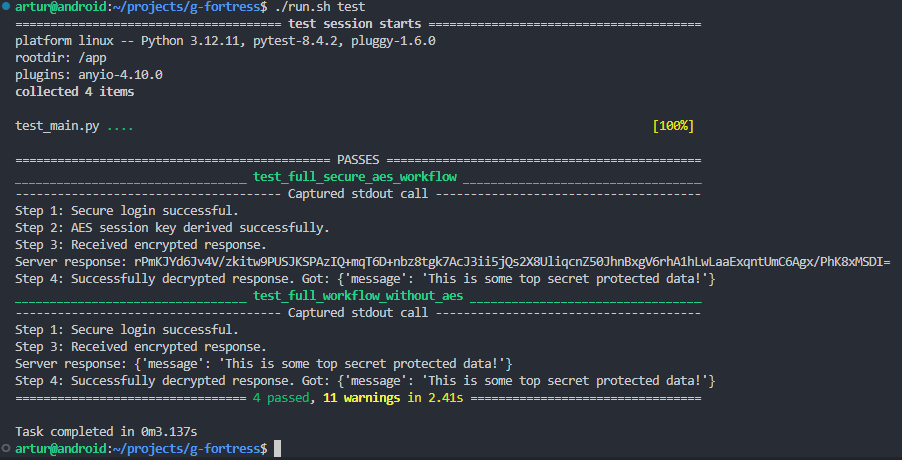 artur@android:~/projects/g-fortress$ ./run.sh test
====================================== test session starts =======================================
platform linux -- Python 3.12.11, pytest-8.4.2, pluggy-1.6.0
rootdir: /app
plugins: anyio-4.10.0
collected 4 items
test_main.py .... [100%]
============================================= PASSES =============================================
_________________________________ test_full_secure_aes_workflow __________________________________
-------------------------------------- Captured stdout call --------------------------------------
Step 1: Secure login successful.
Step 2: AES session key derived successfully.
Step 3: Received encrypted response.
Server response: rPmKJYd6Jv4V/zkitw9PUSJKSPAzIQ+mqT6D+nbz8tgk7AcJ3ii5jQs2X8UliqcnZ50JhnBxgV6rhA1hLwLaaExqntUmC6Agx/PhK8xMSDI=
Step 4: Successfully decrypted response. Got: {'message': 'This is some top secret protected data!'}
_________________________________ test_full_workflow_without_aes _________________________________
-------------------------------------- Captured stdout call --------------------------------------
Step 1: Secure login successful.
Step 3: Received encrypted response.
Server response: {'message': 'This is some top secret protected data!'}
Step 4: Successfully decrypted response. Got: {'message': 'This is some top secret protected data!'}
================================= 4 passed, 11 warnings in 2.41s =================================
Task completed in 0m3.137s
artur@android:~/projects/g-fortress$